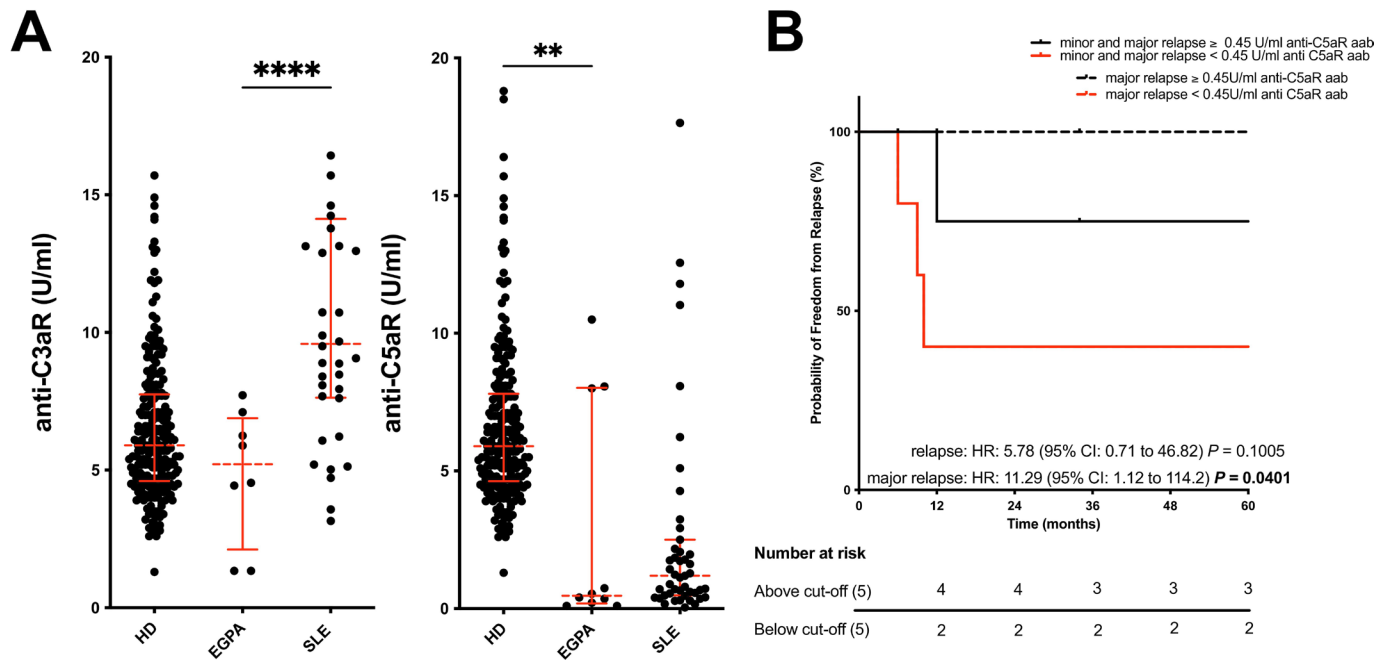 A
anti-C3aR (U/ml)
20
15
10
5
0
****
HD
EGPA
SLE
anti-C5aR (U/ml)
20
15
10
5
0
**
HD
EGPA
SLE
B
minor and major relapse ≥ 0.45 U/ml anti-C5aR aab
minor and major relapse < 0.45 U/ml anti C5aR aab
major relapse ≥ 0.45U/ml anti-C5aR aab
major relapse < 0.45U/ml anti C5aR aab
Probability of Freedom from Relapse (%)
100
50
0
relapse: HR: 5.78 (95% CI: 0.71 to 46.82) P = 0.1005
major relapse: HR: 11.29 (95% CI: 1.12 to 114.2) P = 0.0401
0 12 24 36 48 60
Time (months)
Number at risk
Above cut-off (5) 4 4 3 3 3
Below cut-off (5) 2 2 2 2 2